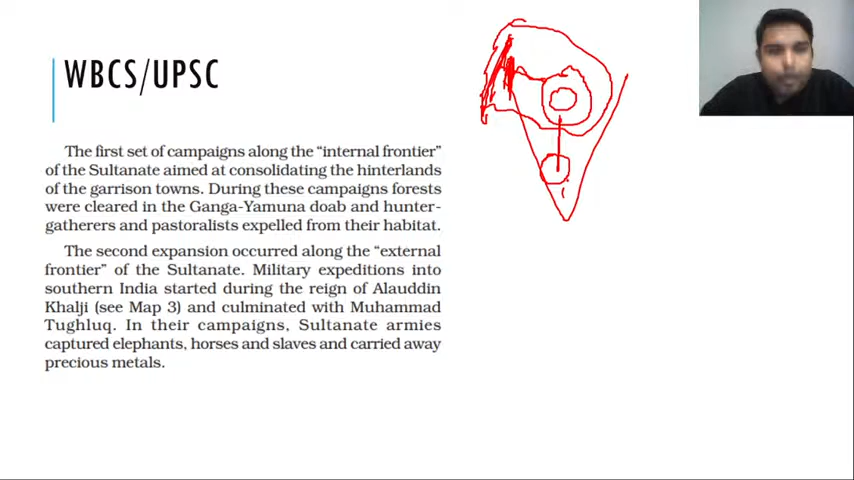 WBCS/UPSC
The first set of campaigns along the “internal frontier”
of the Sultanate aimed at consolidating the hinterlands
of the garrison towns. During these campaigns forests
were cleared in the Ganga-Yamuna doab and hunter-
gatherers and pastoralists expelled from their habitat.
The second expansion occurred along the “external
frontier” of the Sultanate. Military expeditions into
southern India started during the reign of Alauddin
Khalji (see Map 3) and culminated with Muhammad
Tughluq. In their campaigns, Sultanate armies
captured elephants, horses and slaves and carried away
precious metals.